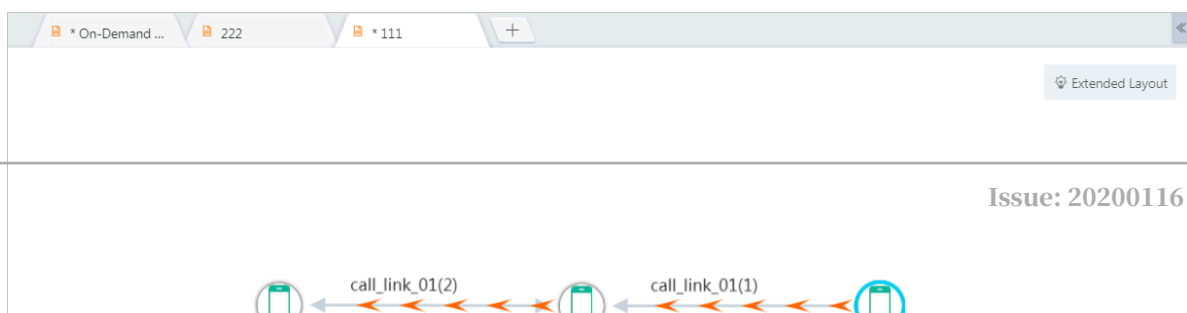 * On-Demand ... 222 * 111 +
Extended Layout
Issue: 20200116
call_link_01(2) call_link_01(1)